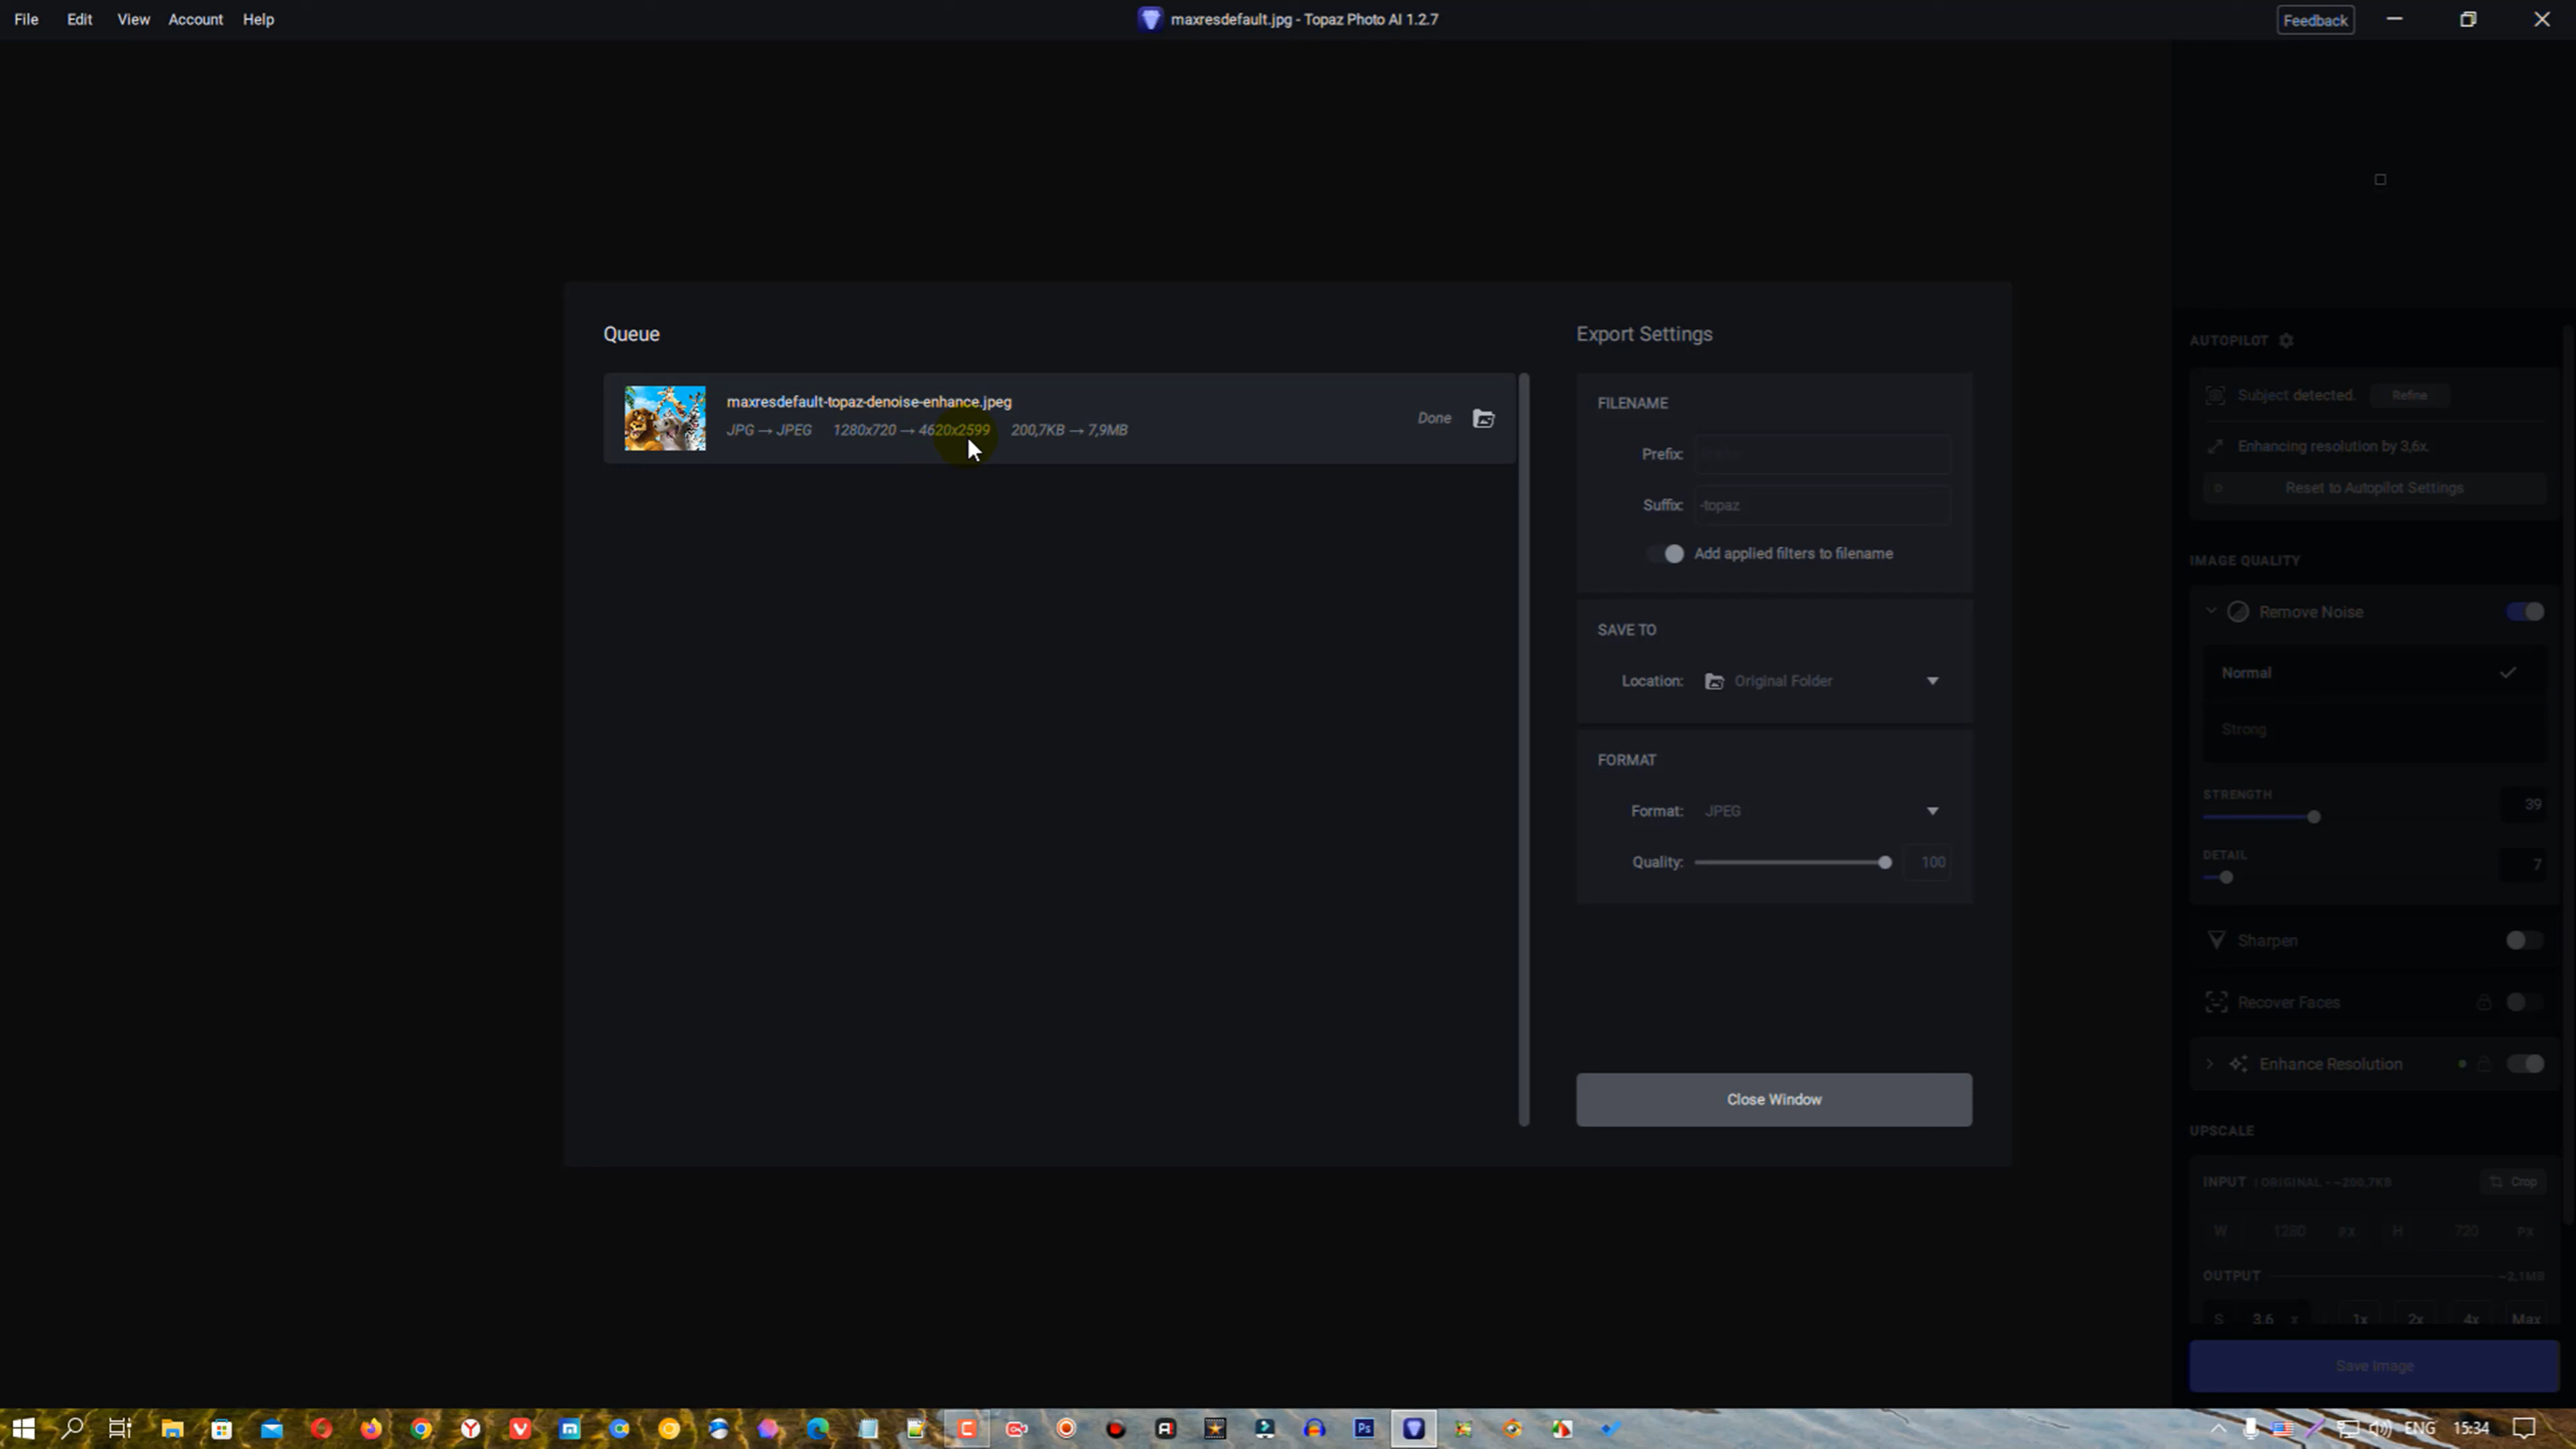 File Edit View Account Help
maxresdefault.jpg - Topaz Photo AI 1.2.7
Feedback
Queue
maxresdefault-topaz-denoise-enhance.jpeg
JPG → JPEG 1280x720 → 4620x2599 200,7KB → 7,9MB
Done
Export Settings
FILENAME
Prefix:
Suffix: -topaz
Add applied filters to filename
SAVE TO
Location: Original Folder
FORMAT
Format: JPEG
Quality: 100
Close Window
AUTOPILOT
Subject detected. Refine
Enhancing resolution by 3,6x.
Reset to Autopilot Settings
IMAGE QUALITY
Remove Noise
Normal
Strong
STRENGTH 39
DETAIL 7
Sharpen
Recover Faces
Enhance Resolution
UPSCALE
INPUT : ORIGINAL - ~200,7KB Crop
W 1280 px H 720 px
OUTPUT ~2,1MB
S 3.6 x 1x 2x 4x Max
Save Image
ENG 15:34